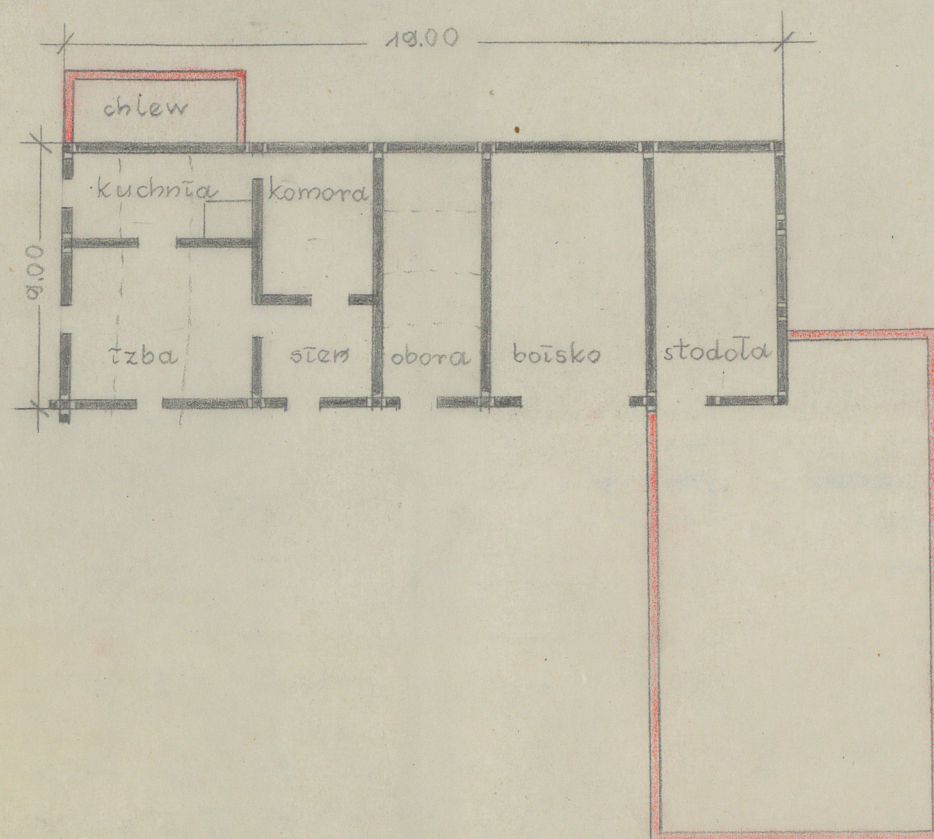 19.00
chlew
kuchnia komora
9.00
izba sień obora boisko stodoła